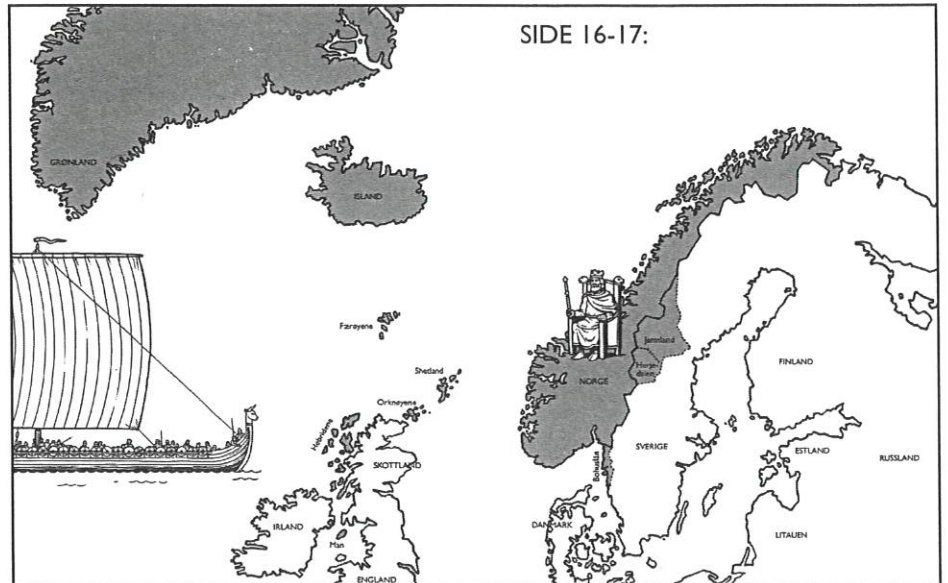 SIDE 16-17:
GRØNLAND
ISLAND
Færøyene
Shetland
Orknøyene
Hebridene
SKOTTLAND
IRLAND
Man
ENGLAND
NORGE
Jemtland
Herje-
dalen
Bohuslän
SVERIGE
DANMARK
FINLAND
ESTLAND
RUSSLAND
LITAUEN